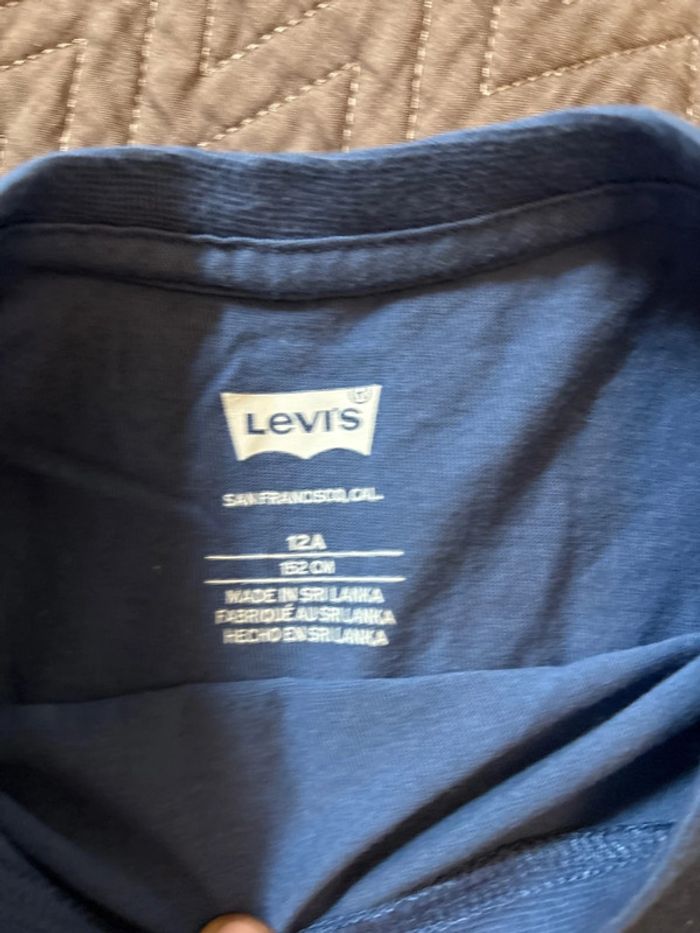 Levi's
SAN FRANCISCO, CAL.
12A
152 CM
MADE IN SRI LANKA
FABRIQUÉ AU SRI LANKA
HECHO EN SRI LANKA